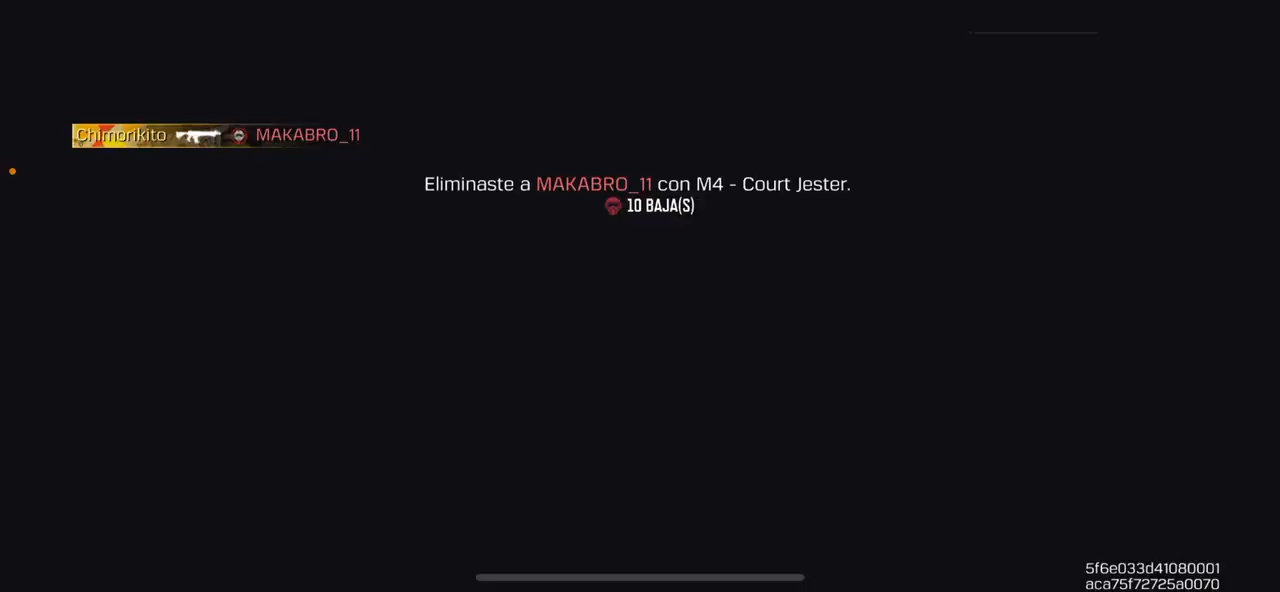 Chimorikito MAKABRO_11
Eliminaste a MAKABRO_11 con M4 - Court Jester.
10 BAJA(S)
5f6e033d41080001
aca75f72725a0070